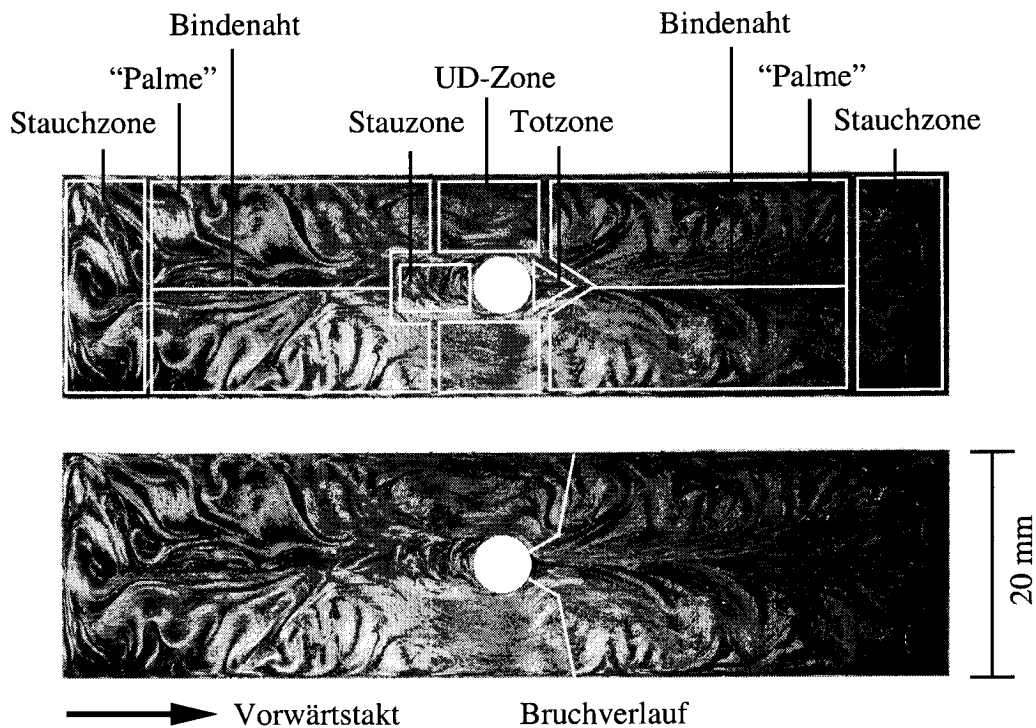 Bindenaht Bindenaht
“Palme” UD-Zone “Palme”
Stauchzone Stauzone Totzone Stauchzone
20 mm
Vorwärtstakt Bruchverlauf